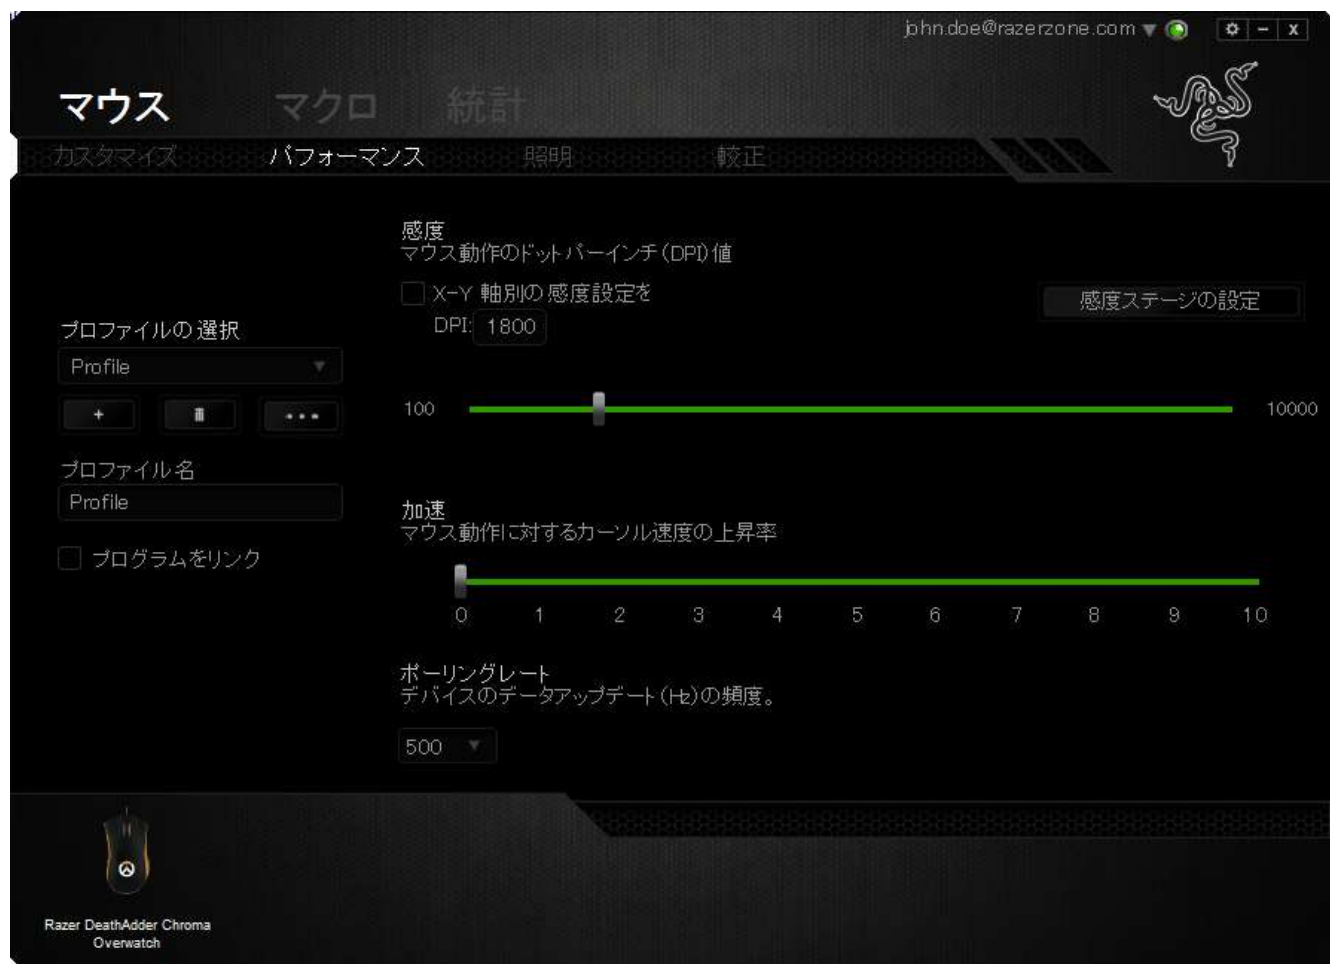 john.doe@razerzone.com
マウス マクロ 統計
カスタマイズ パフォーマンス 照明 較正
感度
マウス動作のドットパーインチ(DPI)値
X-Y 軸別の感度設定を
感度ステージの設定
DPI: 1800
プロファイルの選択
Profile
100 10000
プロファイル名
Profile
プログラムをリンク
加速
マウス動作に対するカーソル速度の上昇率
0 1 2 3 4 5 6 7 8 9 10
ポーリングレート
デバイスのデータアップデート(Hz)の頻度。
500
Razer DeathAdder Chroma
Overwatch